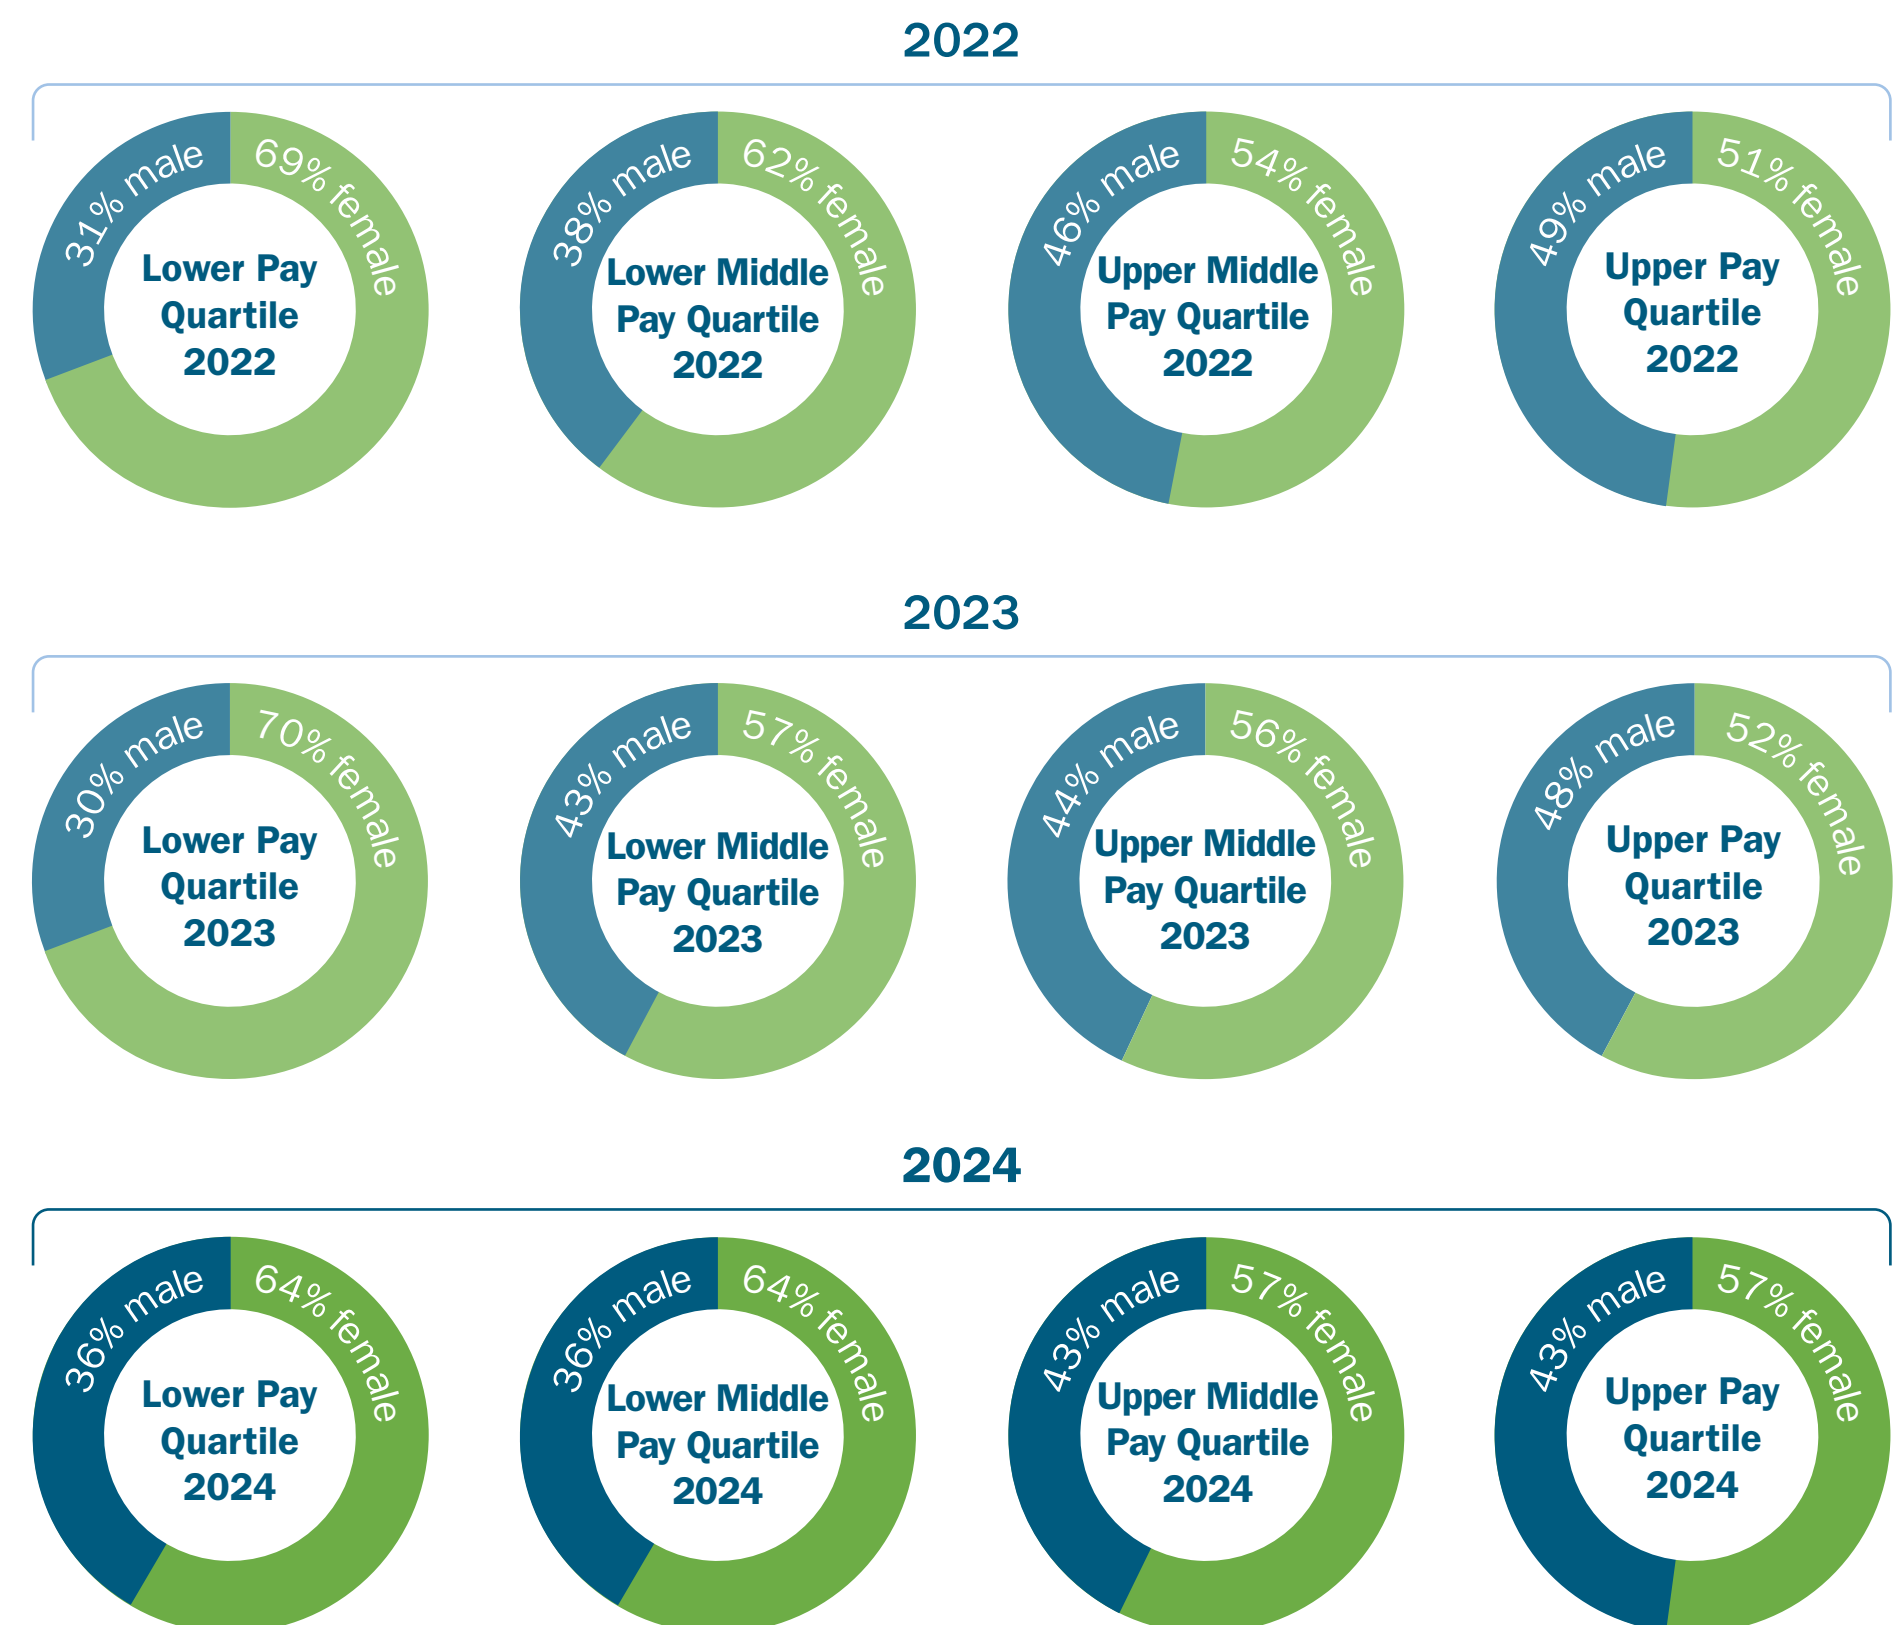 2022
31% male
69% female
Lower Pay
Quartile
2022
38% male
62% female
Lower Middle
Pay Quartile
2022
46% male
54% female
Upper Middle
Pay Quartile
2022
49% male
51% female
Upper Pay
Quartile
2022
2023
30% male
70% female
Lower Pay
Quartile
2023
43% male
57% female
Lower Middle
Pay Quartile
2023
44% male
56% female
Upper Middle
Pay Quartile
2023
48% male
52% female
Upper Pay
Quartile
2023
2024
36% male
64% female
Lower Pay
Quartile
2024
36% male
64% female
Lower Middle
Pay Quartile
2024
43% male
57% female
Upper Middle
Pay Quartile
2024
43% male
57% female
Upper Pay
Quartile
2024